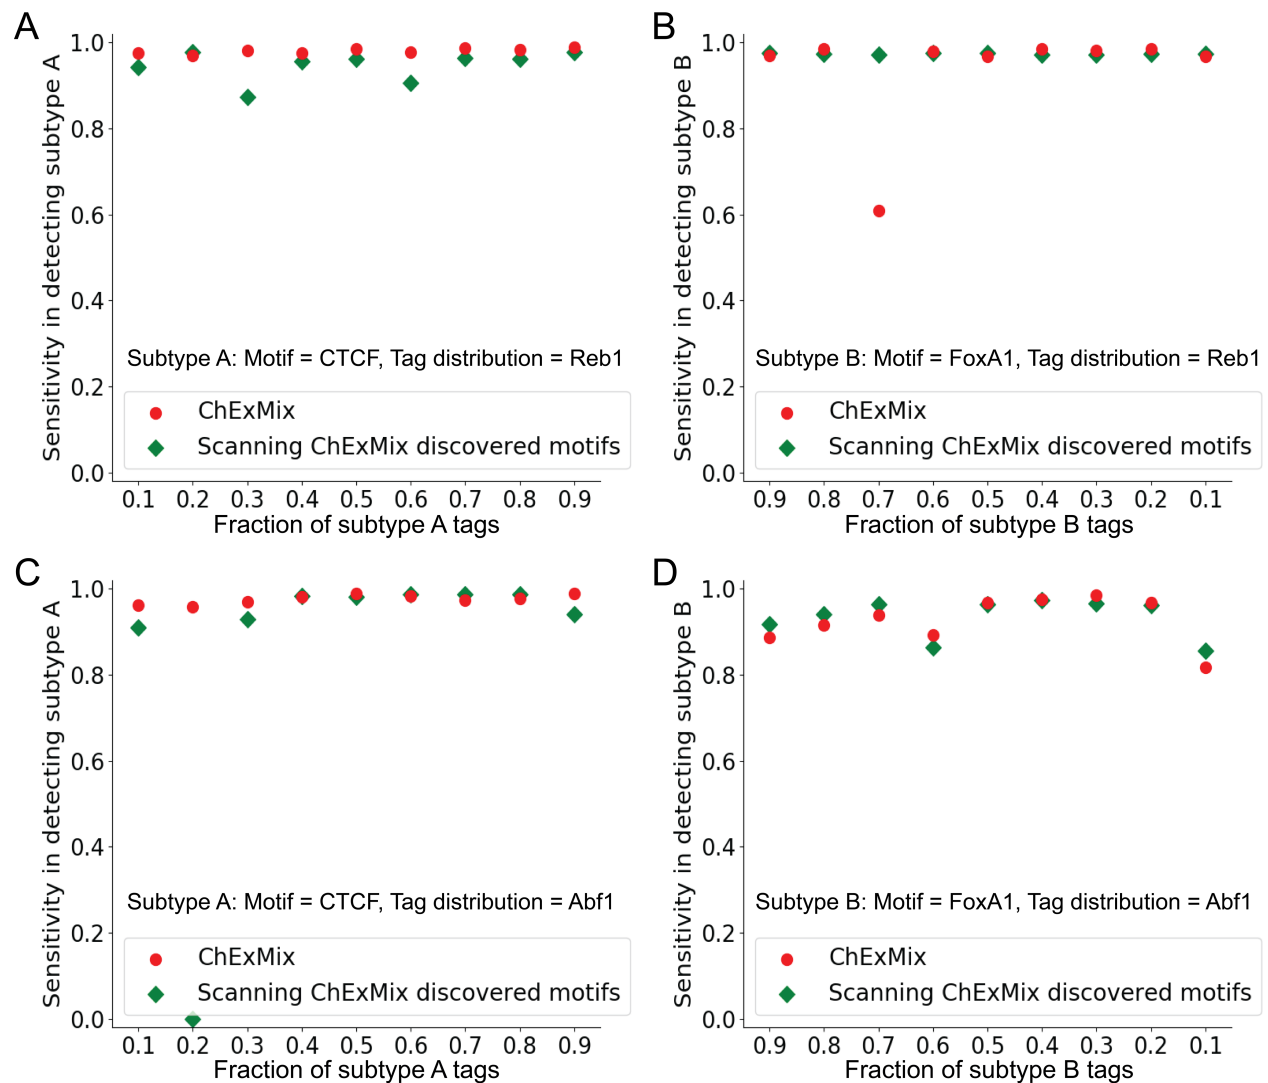 A
1.0
0.8
0.6
0.4
0.2
0.0
Sensitivity in detecting subtype A
Subtype A: Motif = CTCF, Tag distribution = Reb1
ChExMix
Scanning ChExMix discovered motifs
0.1 0.2 0.3 0.4 0.5 0.6 0.7 0.8 0.9
Fraction of subtype A tags
B
1.0
0.8
0.6
0.4
0.2
0.0
Sensitivity in detecting subtype B
Subtype B: Motif = FoxA1, Tag distribution = Reb1
ChExMix
Scanning ChExMix discovered motifs
0.9 0.8 0.7 0.6 0.5 0.4 0.3 0.2 0.1
Fraction of subtype B tags
C
1.0
0.8
0.6
0.4
0.2
0.0
Sensitivity in detecting subtype A
Subtype A: Motif = CTCF, Tag distribution = Abf1
ChExMix
Scanning ChExMix discovered motifs
0.1 0.2 0.3 0.4 0.5 0.6 0.7 0.8 0.9
Fraction of subtype A tags
D
1.0
0.8
0.6
0.4
0.2
0.0
Sensitivity in detecting subtype B
Subtype B: Motif = FoxA1, Tag distribution = Abf1
ChExMix
Scanning ChExMix discovered motifs
0.9 0.8 0.7 0.6 0.5 0.4 0.3 0.2 0.1
Fraction of subtype B tags